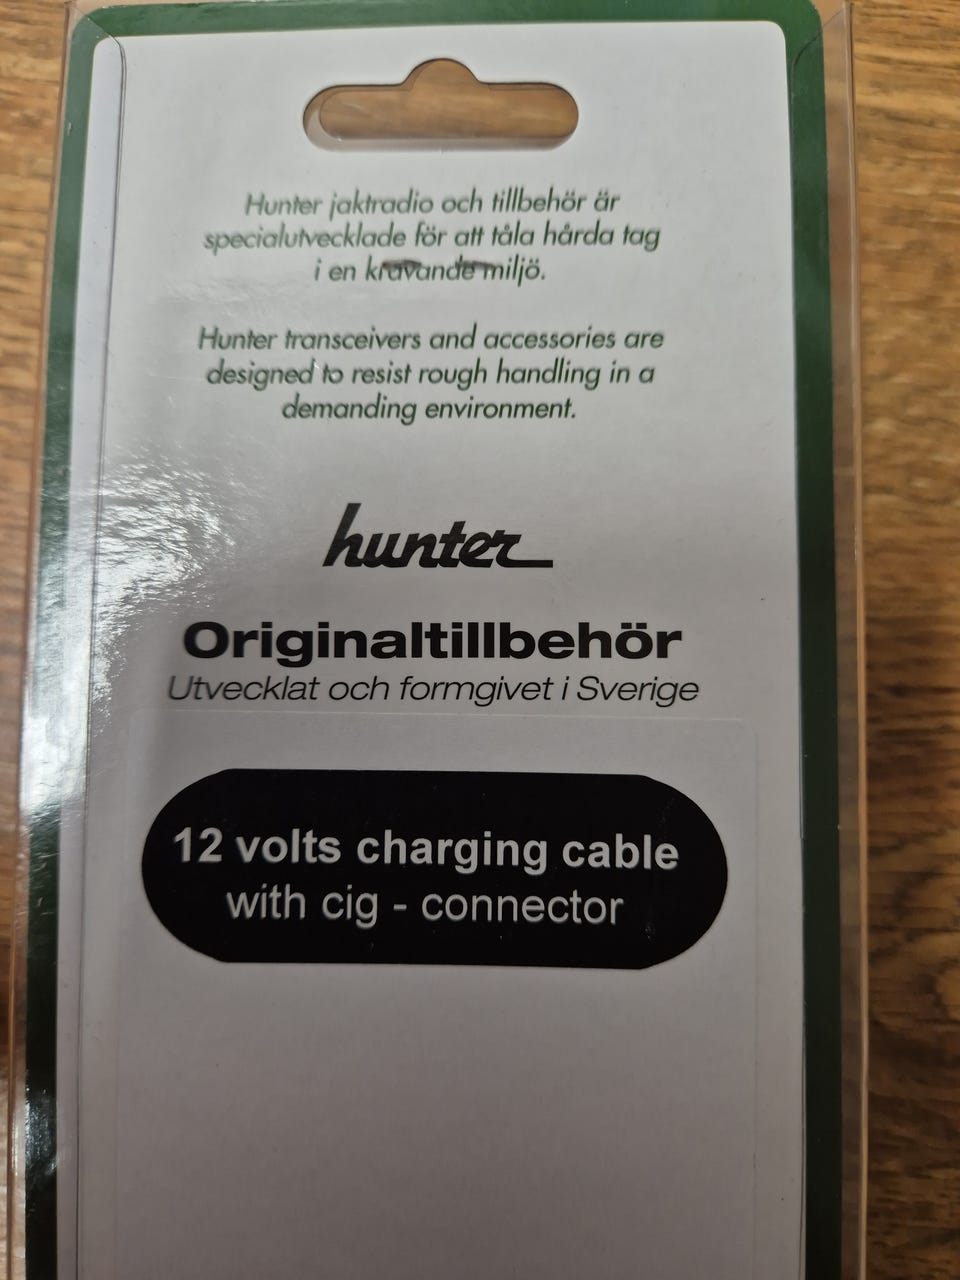 Hunter jaktradio och tillbehör är
specialutvecklade för att tåla hårda tag
i en krävande miljö.
Hunter transceivers and accessories are
designed to resist rough handling in a
demanding environment.
hunter
Originaltillbehör
Utvecklat och formgivet i Sverige
12 volts charging cable
with cig - connector